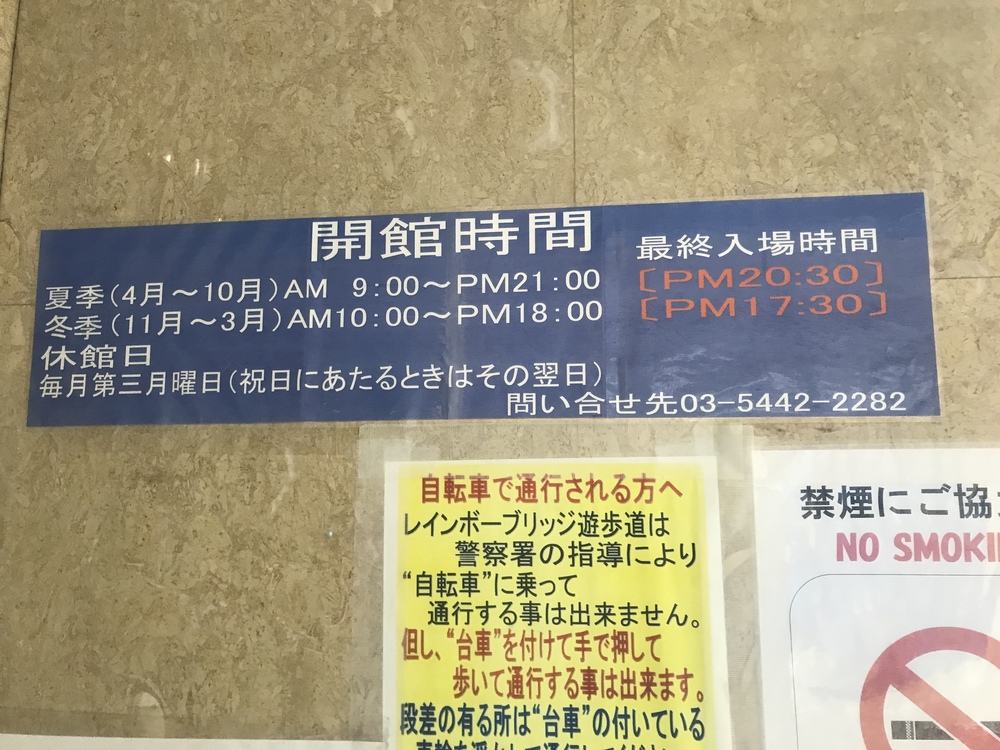 開館時間
最終入場時間
夏季(4月～10月)AM 9:00～PM21:00 [PM20:30]
冬季(11月～3月)AM10:00～PM18:00 [PM17:30]
休館日
毎月第三月曜日(祝日にあたるときはその翌日)
問い合せ先03-5442-2282
自転車で通行される方へ
レインボーブリッジ遊歩道は
警察署の指導により
“自転車”に乗って
通行する事は出来ません。
但し、“台車”を付けて手で押して
歩いて通行する事は出来ます。
段差の有る所は“台車”の付いている
禁煙にご協
NO SMOKI